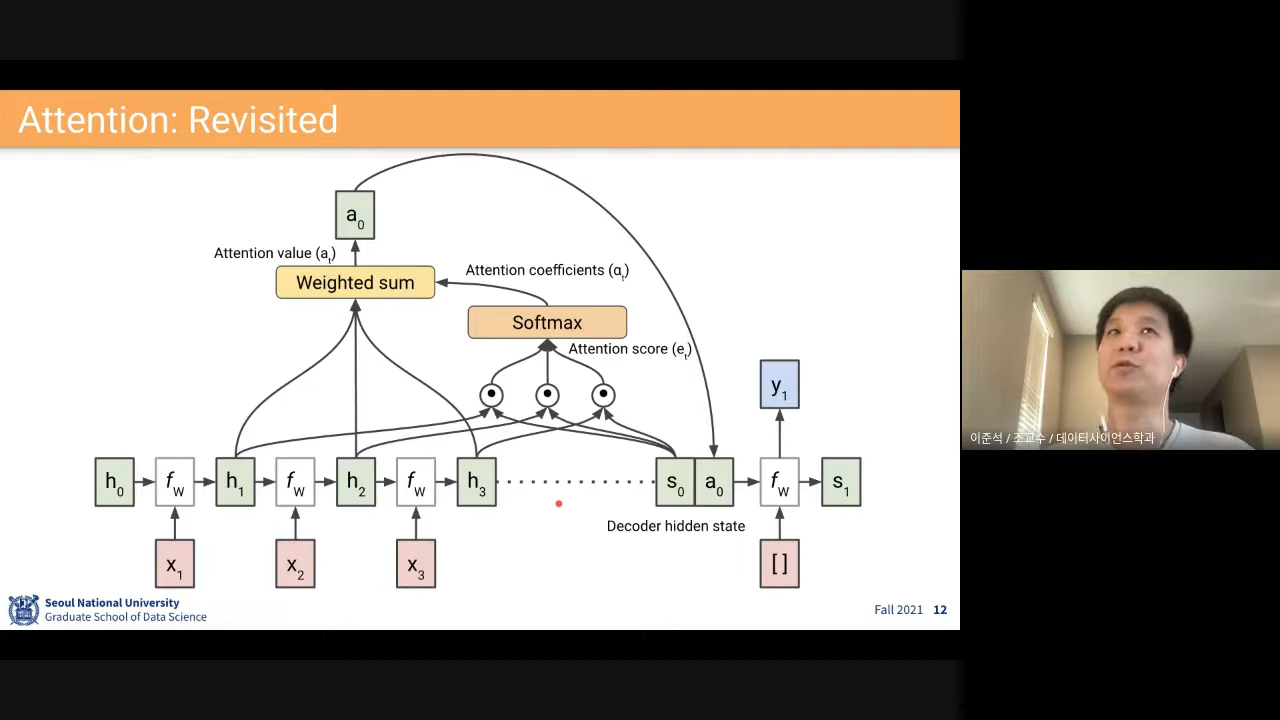 Attention: Revisited
a0
Attention value (at)
Weighted sum
Attention coefficients (αt)
Softmax
Attention score (et)
y1
h0
fW
h1
fW
h2
fW
h3
s0
a0
fW
s1
Decoder hidden state
x1
x2
x3
[ ]
Seoul National University
Graduate School of Data Science
Fall 2021 12
이준석 / 조교수 / 데이터사이언스학과